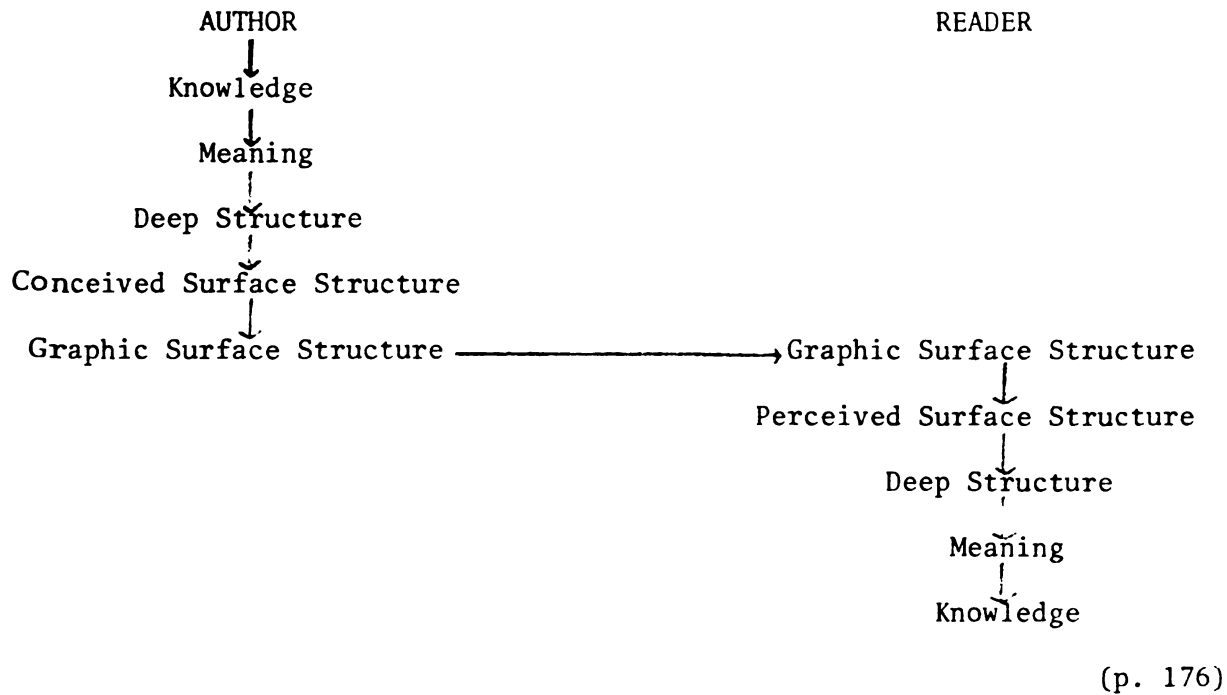 AUTHOR READER
Knowledge
Meaning
Deep Structure
Conceived Surface Structure
Graphic Surface Structure Graphic Surface Structure
Perceived Surface Structure
Deep Structure
Meaning
Knowledge
(p. 176)